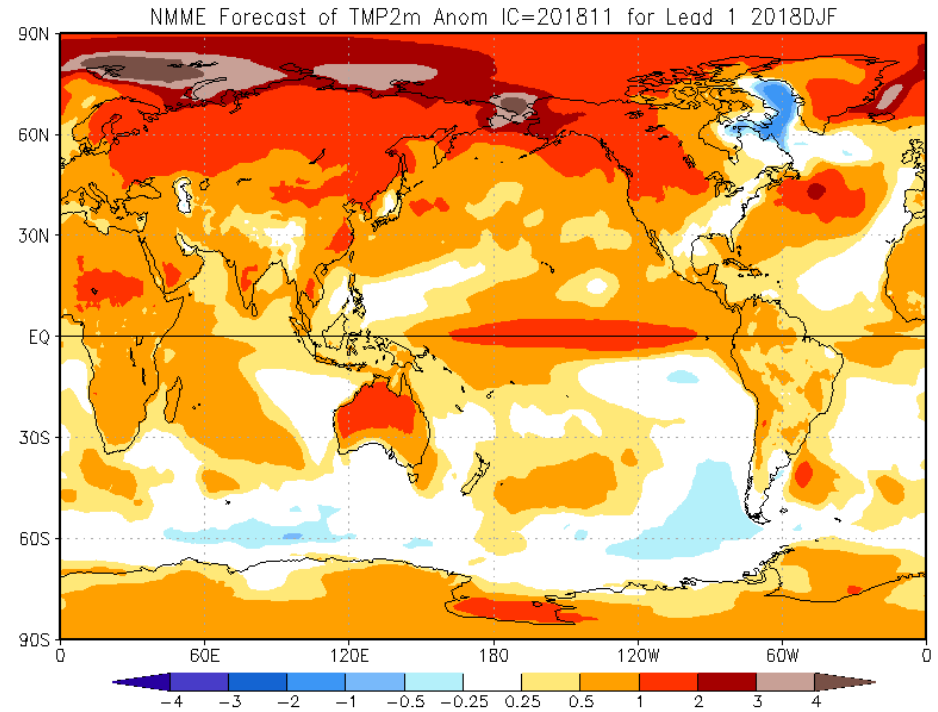 NMME Forecast of TMP2m Anom IC=201811 for Lead 1 2018DJF
90N
60N
30N
EQ
30S
60S
90S
0 60E 120E 180 120W 60W 0
-4 -3 -2 -1 -0.5 -0.25 0.25 0.5 1 2 3 4